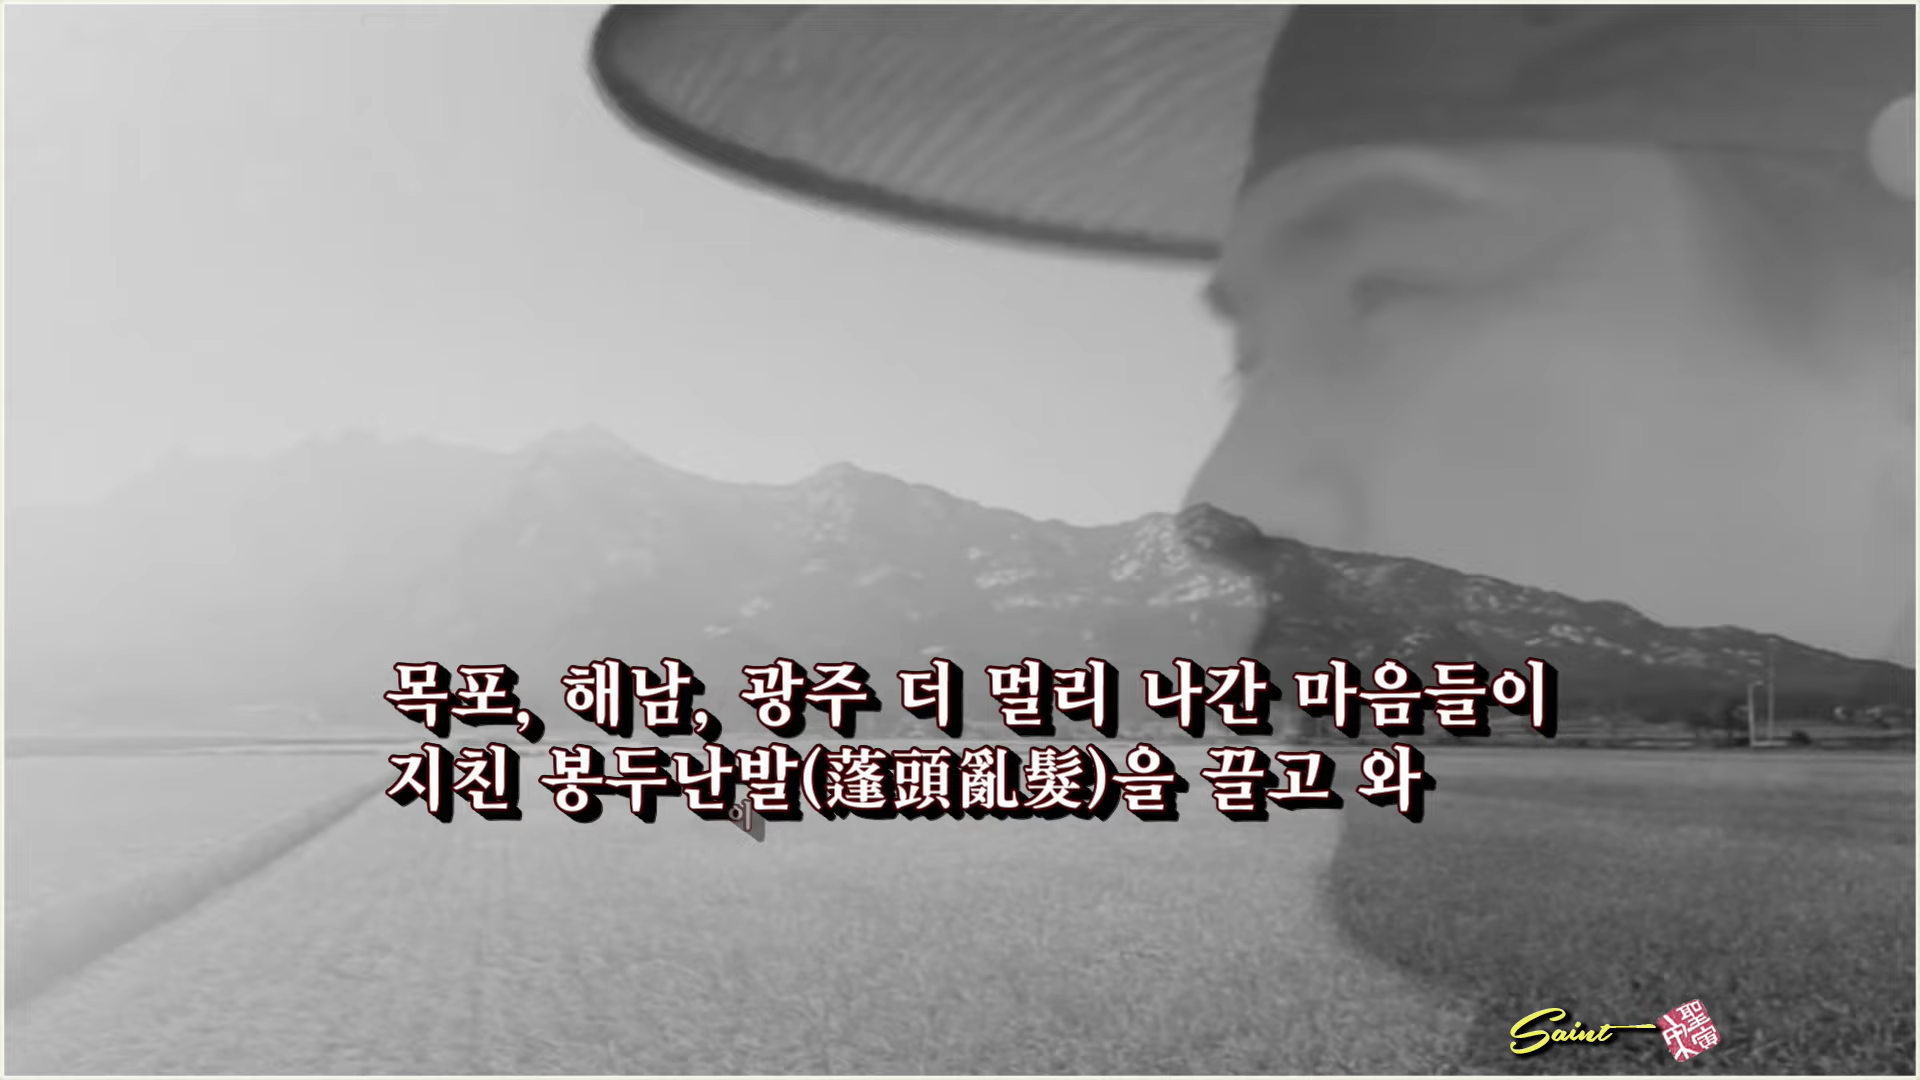 목포, 해남, 광주 더 멀리 나간 마음들이
지친 봉두난발(蓬頭亂髮)을 끌고 와
이
Saint